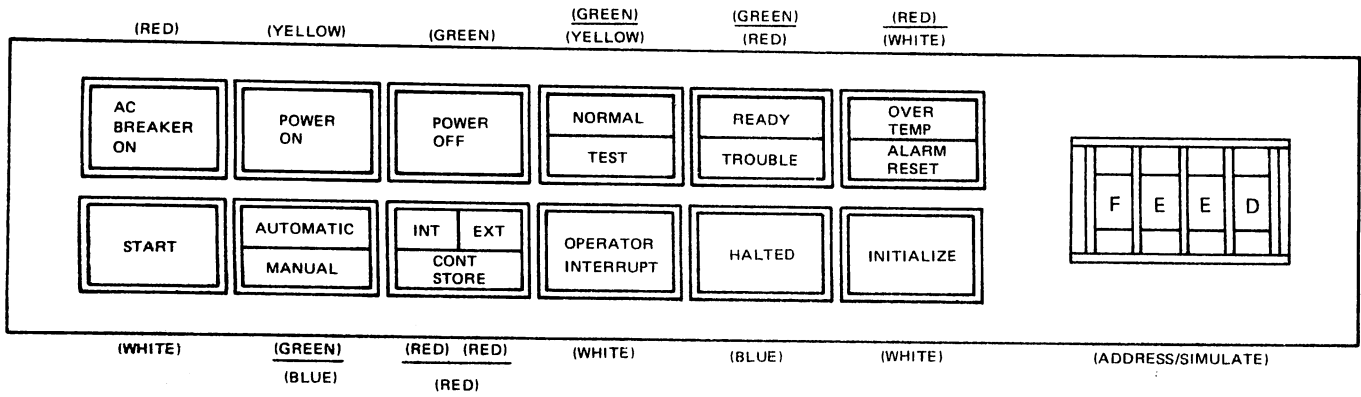 (RED) (YELLOW) (GREEN) (GREEN) (GREEN) (RED)
(YELLOW) (RED) (WHITE)
AC
BREAKER
ON
POWER
ON
POWER
OFF
NORMAL
TEST
READY
TROUBLE
OVER
TEMP
ALARM
RESET
START
AUTOMATIC
MANUAL
INT EXT
CONT
STORE
OPERATOR
INTERRUPT
HALTED
INITIALIZE
F E E D
(WHITE) (GREEN) (RED) (RED) (WHITE) (BLUE) (WHITE) (ADDRESS/SIMULATE)
(BLUE) (RED)